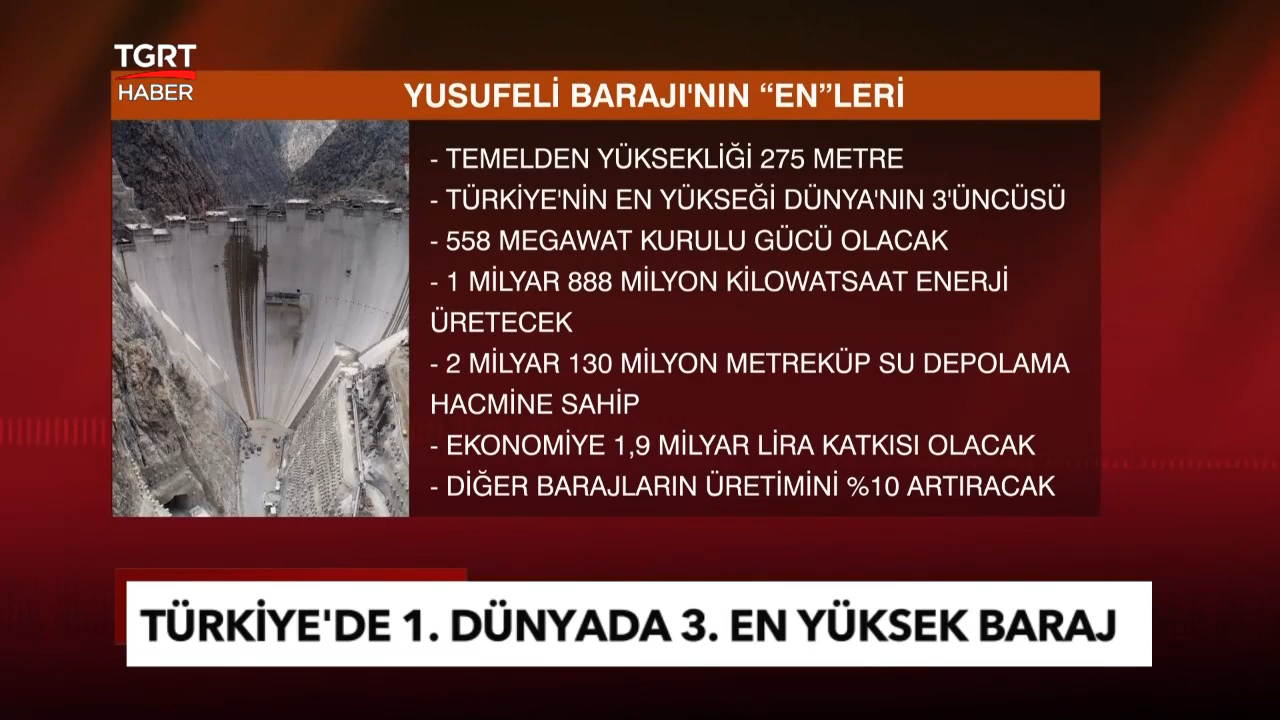 TGRT
HABER
YUSUFELİ BARAJI'NIN “EN”LERİ
- TEMELDEN YÜKSEKLİĞİ 275 METRE
- TÜRKİYE'NİN EN YÜKSEĞİ DÜNYA'NIN 3'ÜNCÜSÜ
- 558 MEGAWAT KURULU GÜCÜ OLACAK
- 1 MİLYAR 888 MİLYON KİLOWATSAAT ENERJİ
ÜRETECEK
- 2 MİLYAR 130 MİLYON METREKÜP SU DEPOLAMA
HACMİNE SAHİP
- EKONOMİYE 1,9 MİLYAR LİRA KATKISI OLACAK
- DİĞER BARAJLARIN ÜRETİMİNİ %10 ARTIRACAK
TÜRKİYE'DE 1. DÜNYADA 3. EN YÜKSEK BARAJ